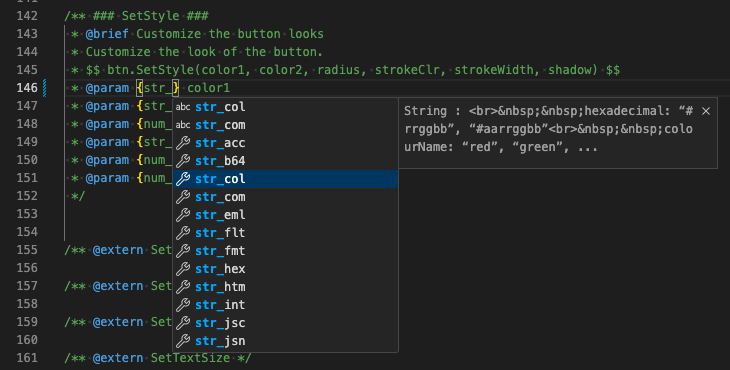 142 /** ### SetStyle ###
143 * @brief Customize the button looks
144 * Customize the look of the button.
145 * $$ btn.SetStyle(color1, color2, radius, strokeClr, strokeWidth, shadow) $$
146 * @param {str_} color1
147 * @param {str_
148 * @param {num_
149 * @param {str_
150 * @param {num_
151 * @param {num_
152 */
153
154
155 /** @extern Set
156
157 /** @extern Set
158
159 /** @extern Set
160
161 /** @extern SetTextSize */
abc str_col
abc str_com
str_acc
str_b64
str_col
str_com
str_eml
str_flt
str_fmt
str_hex
str_htm
str_int
str_jsc
str_jsn
String : <br>&nbsp;&nbsp;hexadecimal: “#
rrggbb”, “#aarrggbb”<br>&nbsp;&nbsp;colo
urName: “red”, “green”, ...